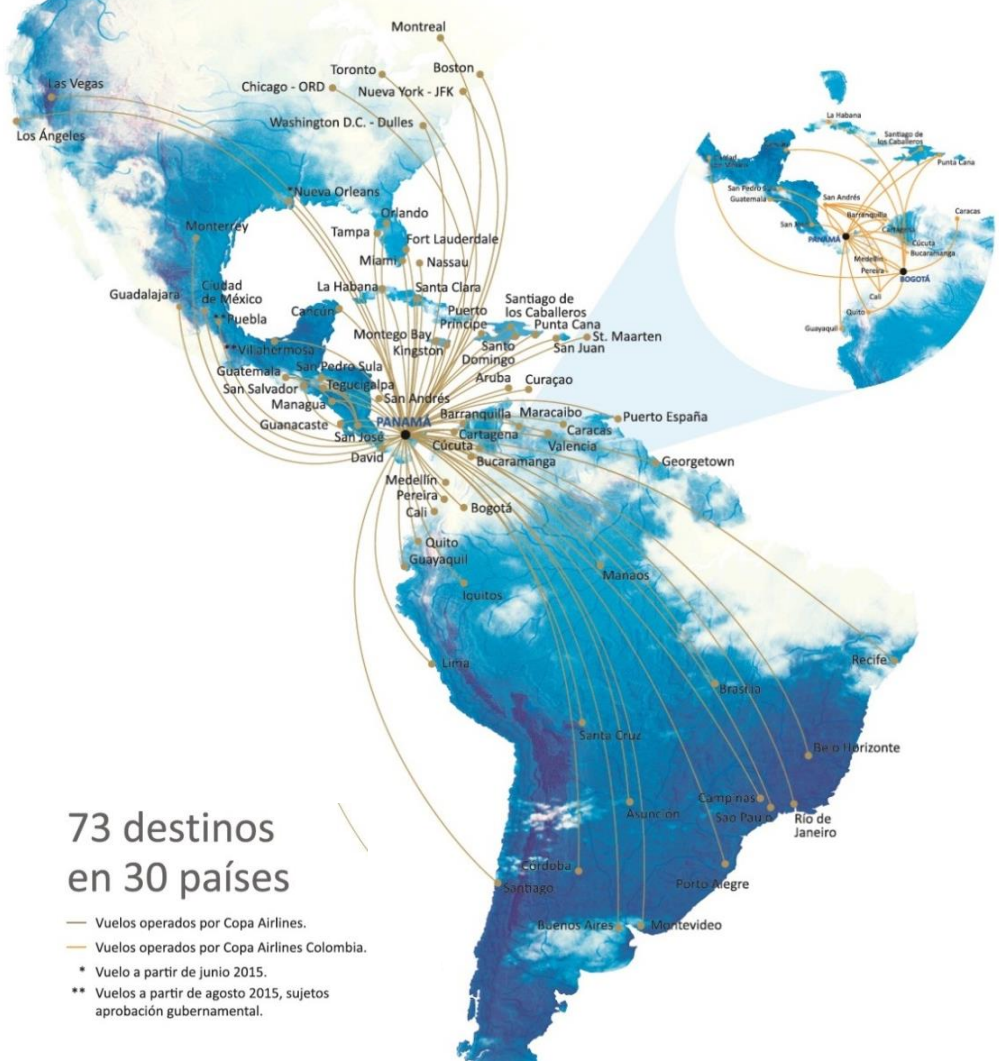 Montreal
Toronto
Boston
Chicago - ORD
Nueva York - JFK
Las Vegas
Washington D.C. - Dulles
Los Ángeles
*Nueva Orleans
Orlando
Monterrey
Tampa
Fort Lauderdale
Miami
Nassau
La Habana
Santa Clara
Guadalajara
Ciudad
de México
Cancún
Puerto
Príncipe
Santiago de
los Caballeros
**Puebla
Punta Cana
Montego Bay
St. Maarten
Kingston
Santo
Domingo
San Juan
**Villahermosa
Guatemala
San Pedro Sula
San Salvador
Tegucigalpa
Aruba
Curaçao
Managua
San Andrés
Guanacaste
PANAMÁ
Barranquilla
Maracaibo
Puerto España
San José
Cartagena
Caracas
David
Cúcuta
Valencia
Bucaramanga
Georgetown
Medellín
Pereira
Cali
Bogotá
Quito
Guayaquil
Manaos
Iquitos
Lima
Recife
Brasilia
Santa Cruz
Be o Horizonte
Campinas
Asunción
Sao Pau o
Río de
Janeiro
Córdoba
Santiago
Porto Alegre
Buenos Aires
Montevideo
La Habana
Santiago de
los Caballeros
Punta Cana
San Pedro
Guatemala
San Andrés
Caracas
Barranquilla
San
Cartagena
PANAMÁ
Cúcuta
Bucaramanga
Medellín
Pereira
BOGOTÁ
Cali
Quito
Guayaquil
73 destinos
en 30 países
Vuelos operados por Copa Airlines.
Vuelos operados por Copa Airlines Colombia.
* Vuelo a partir de junio 2015.
** Vuelos a partir de agosto 2015, sujetos
aprobación gubernamental.